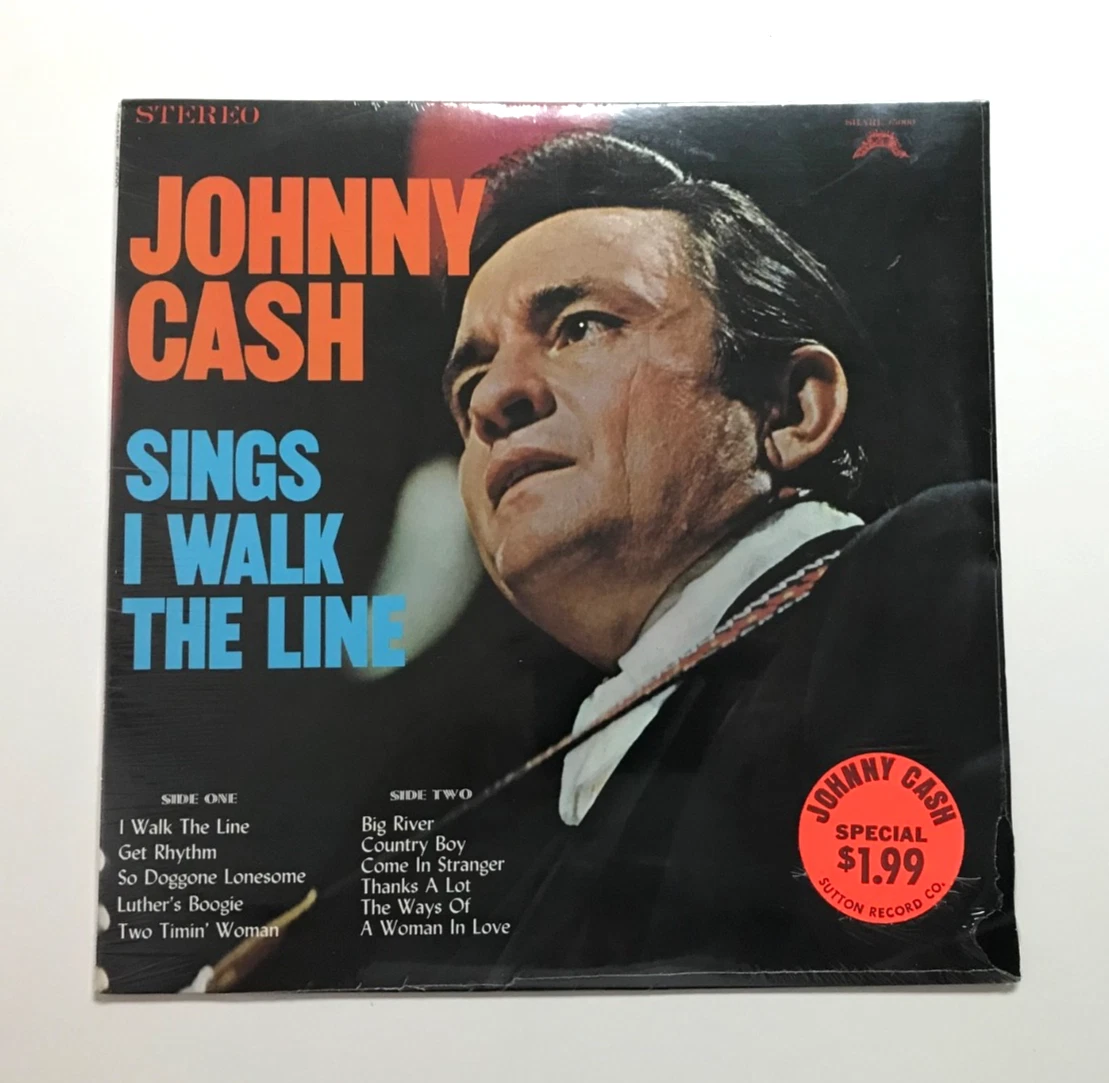 STEREO
JOHNNY
CASH
SINGS
I WALK
THE LINE
SIDE ONE
I Walk The Line
Get Rhythm
So Doggone Lonesome
Luther's Boogie
Two Timin' Woman
SIDE TWO
Big River
Country Boy
Come In Stranger
Thanks A Lot
The Ways Of
A Woman In Love
JOHNNY CASH
SPECIAL
$1.99
SUTTON RECORD CO.